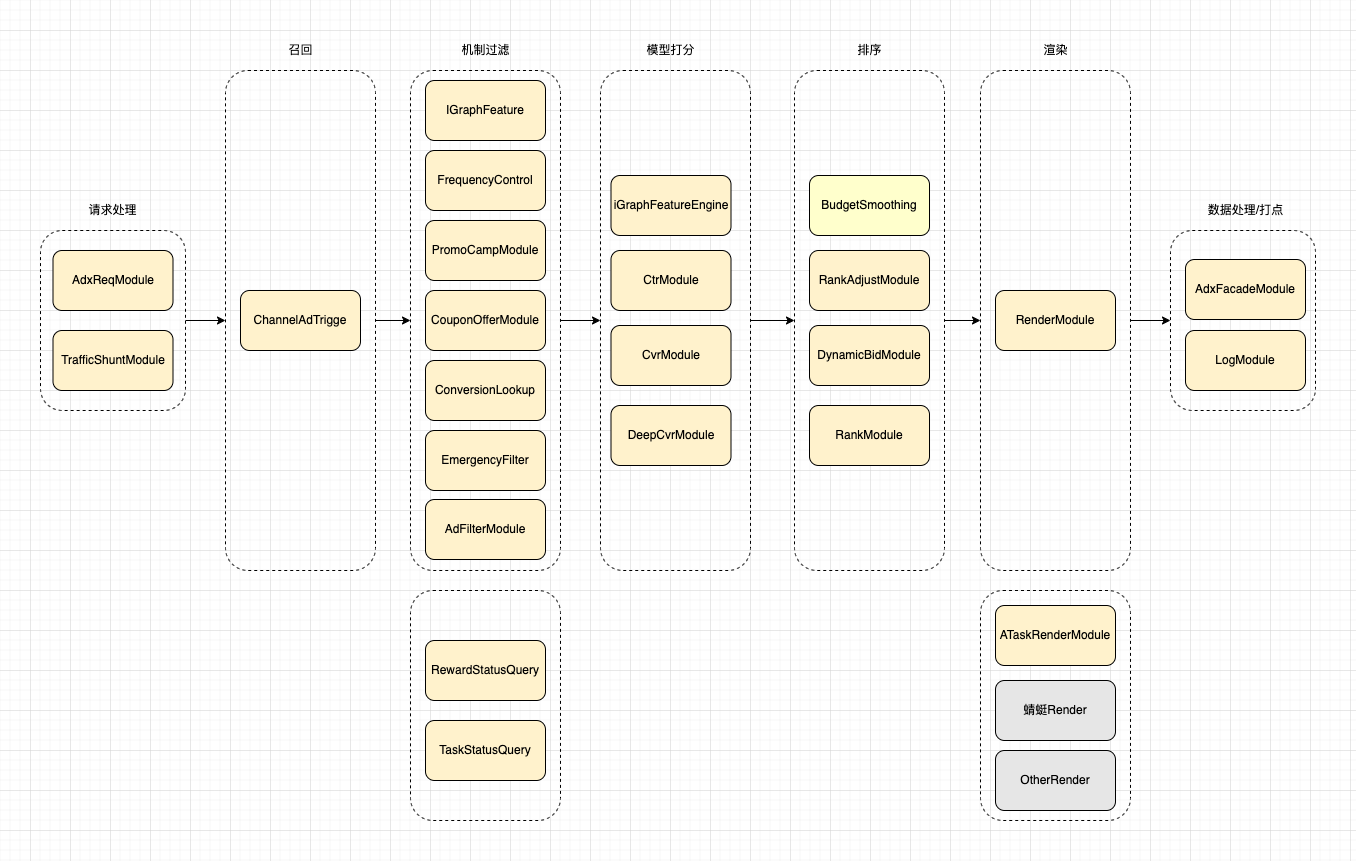 请求处理
AdxReqModule
TrafficShuntModule
召回
ChannelAdTrigge
机制过滤
IGraphFeature
FrequencyControl
PromoCampModule
CouponOfferModule
ConversionLookup
EmergencyFilter
AdFilterModule
RewardStatusQuery
TaskStatusQuery
模型打分
iGraphFeatureEngine
CtrModule
CvrModule
DeepCvrModule
排序
BudgetSmoothing
RankAdjustModule
DynamicBidModule
RankModule
渲染
RenderModule
ATaskRenderModule
蜻蜓Render
OtherRender
数据处理/打点
AdxFacadeModule
LogModule